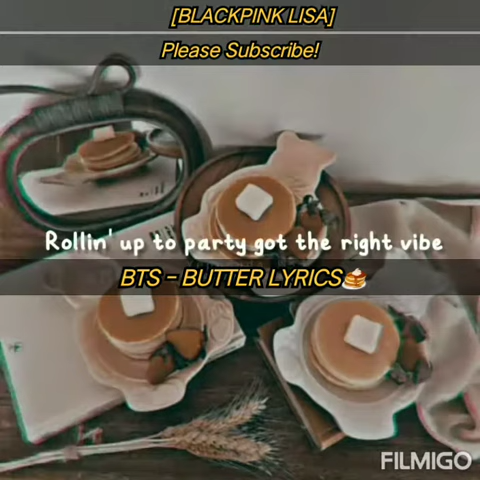 [BLACKPINK LISA]
Please Subscribe!
Rollin' up to party got the right vibe
BTS - BUTTER LYRICS🥞
FILMIGO